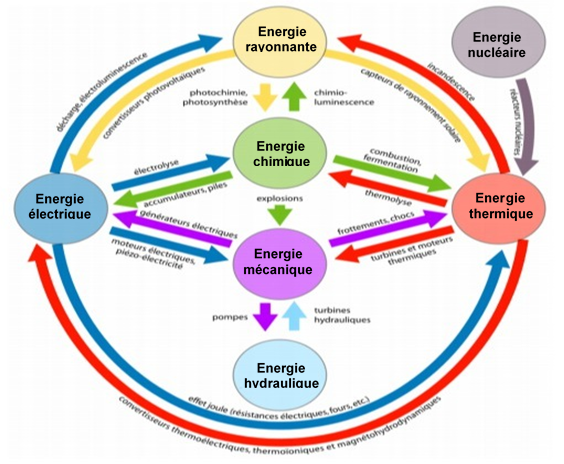 Energie
rayonnante
Energie
nucléaire
décharge, électroluminescence
convertisseurs photovoltaïques
photochimie,
photosynthèse
chimio-
luminescence
capteurs de rayonnement solaire
incandescence
réacteurs nucléaires
Energie
chimique
électrolyse
accumulateurs, piles
combustion,
fermentation
thermolyse
Energie
électrique
Energie
thermique
explosions
générateurs électriques
moteurs électriques,
piézo-électricité
frottements, chocs
turbines et moteurs
thermiques
Energie
mécanique
pompes
turbines
hydrauliques
Energie
hydraulique
effet joule (résistances électriques, fours, etc.)
convertisseurs thermoélectriques, thermoioniques et magnétohydrodynamiques